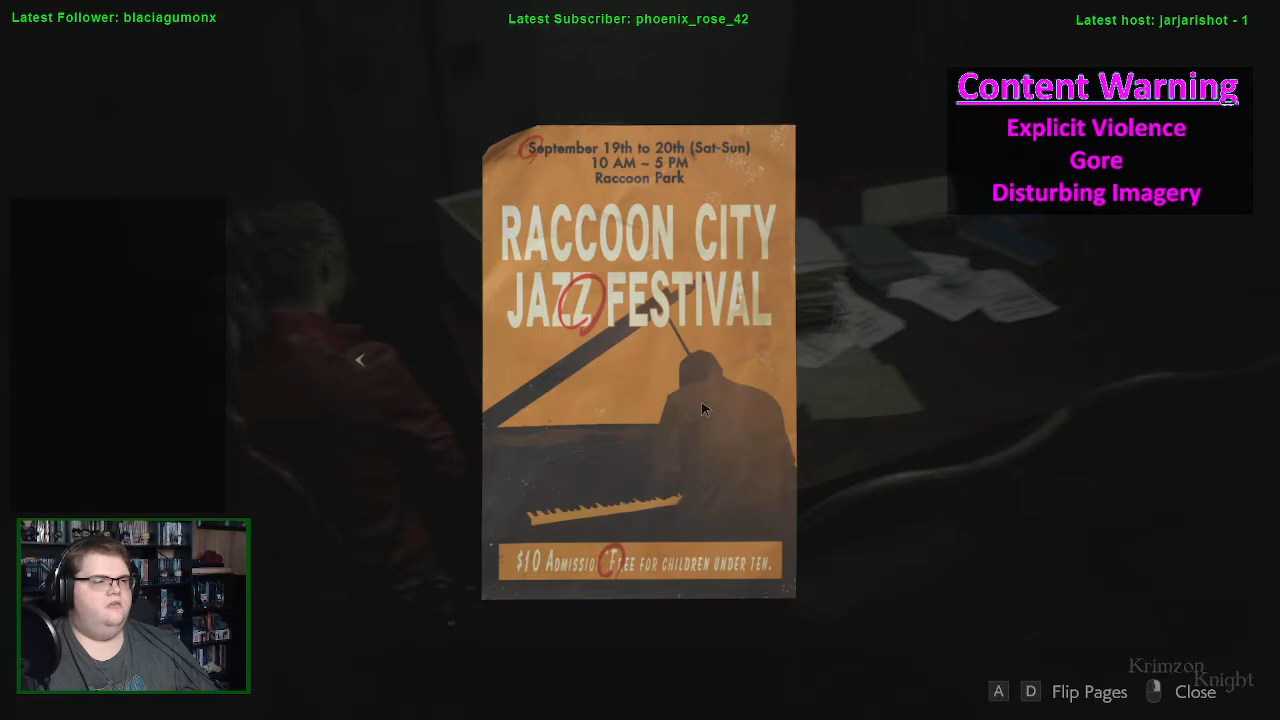 Latest Follower: blaciagumonx
Latest Subscriber: phoenix_rose_42
Latest host: jarjarishot - 1
Content Warning
Explicit Violence
Gore
Disturbing Imagery
September 19th to 20th (Sat-Sun)
10 AM ~ 5 PM
Raccoon Park
RACCOON CITY
JAZZ FESTIVAL
$10 Admission Free for children under ten.
Krimzon
Knight
A D Flip Pages Close